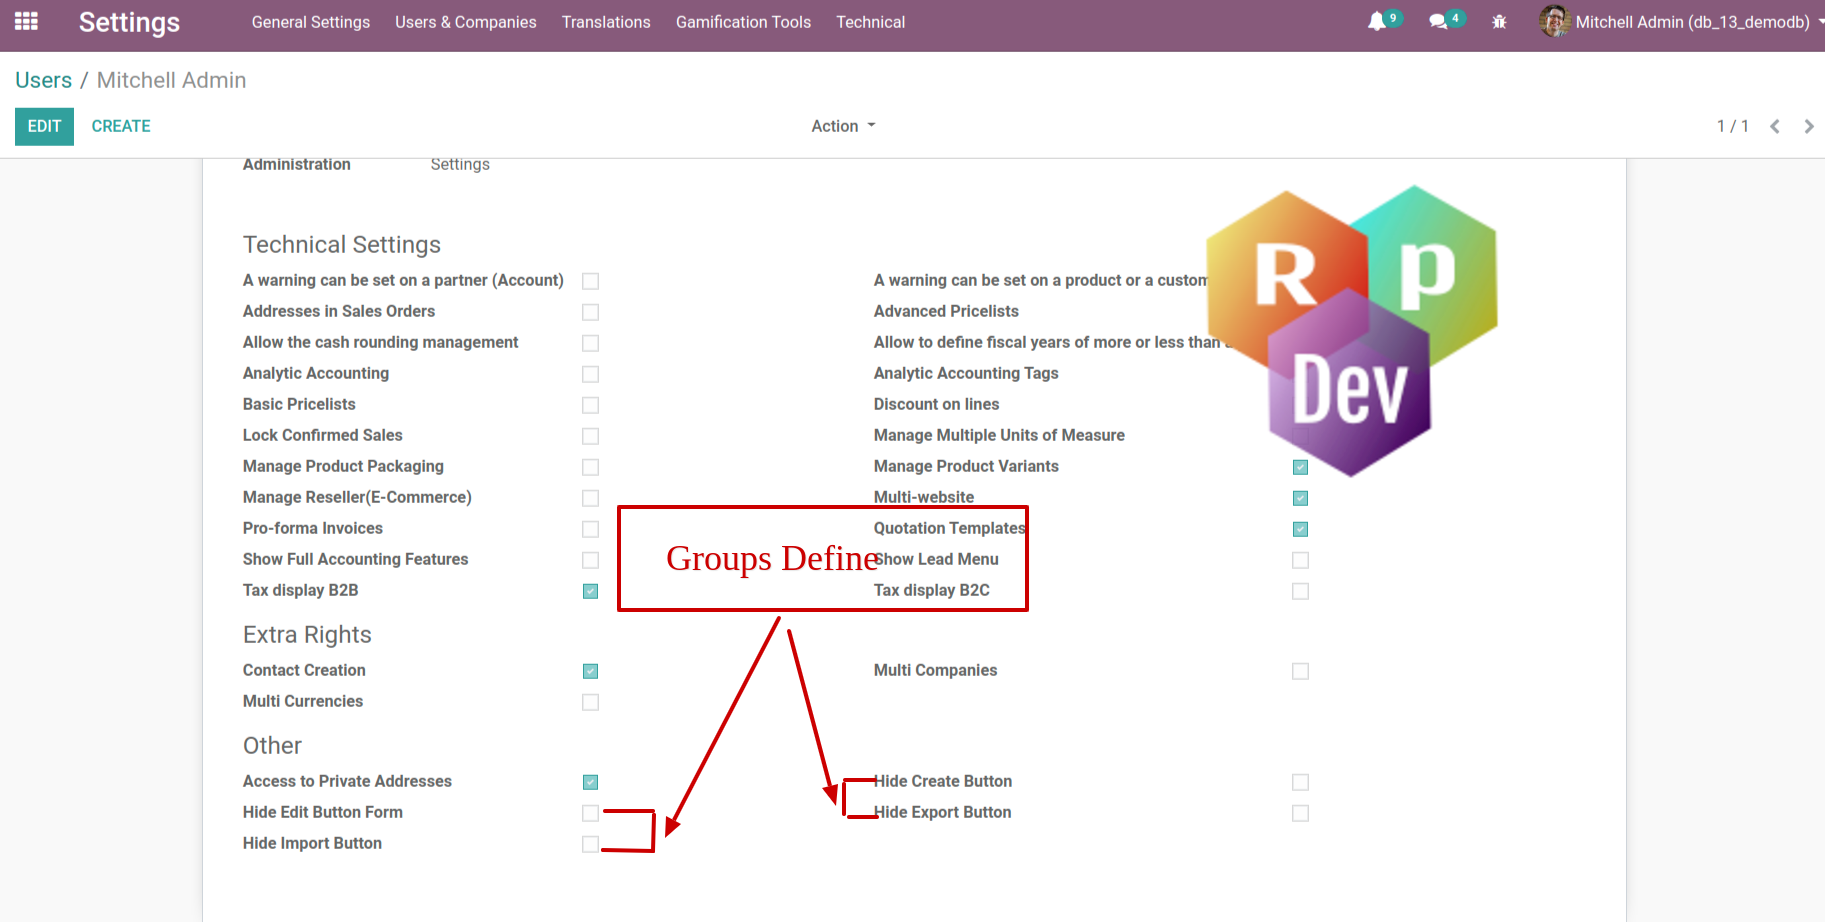 Settings General Settings Users & Companies Translations Gamification Tools Technical 9 4 Mitchell Admin (db_13_demodb)
Users / Mitchell Admin
EDIT CREATE Action 1 / 1
Administration Settings
Technical Settings
A warning can be set on a partner (Account) A warning can be set on a product or a custom
Addresses in Sales Orders Advanced Pricelists
Allow the cash rounding management Allow to define fiscal years of more or less than
Analytic Accounting Analytic Accounting Tags
Basic Pricelists Discount on lines
Lock Confirmed Sales Manage Multiple Units of Measure
Manage Product Packaging Manage Product Variants
Manage Reseller(E-Commerce) Multi-website
Pro-forma Invoices Quotation Templates
Show Full Accounting Features Show Lead Menu
Tax display B2B Tax display B2C
R p
Dev
Groups Define
Extra Rights
Contact Creation Multi Companies
Multi Currencies
Other
Access to Private Addresses Hide Create Button
Hide Edit Button Form Hide Export Button
Hide Import Button